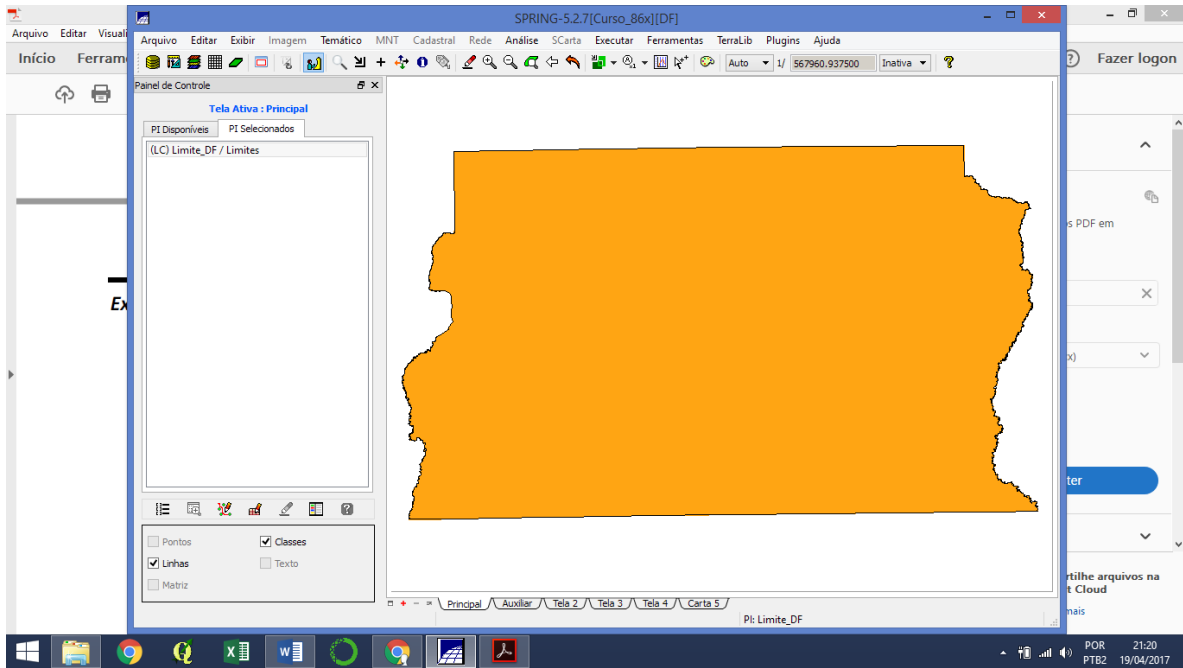 SPRING-5.2.7[Curso_86x][DF]
Arquivo Editar Visuali
Arquivo Editar Exibir Imagem Temático MNT Cadastral Rede Análise SCarta Executar Ferramentas TerraLib Plugins Ajuda
Início Ferram
Fazer logon
Auto 1/ 567960.937500 Inativa
Painel de Controle
Tela Ativa : Principal
PI Disponíveis PI Selecionados
(LC) Limite_DF / Limites
s PDF em
Ex
x)
ter
Pontos Classes
Linhas Texto
Matriz
rtilhe arquivos na
t Cloud
mais
Principal Auxiliar Tela 2 Tela 3 Tela 4 Carta 5
PI: Limite_DF
POR 21:20
PTB2 19/04/2017